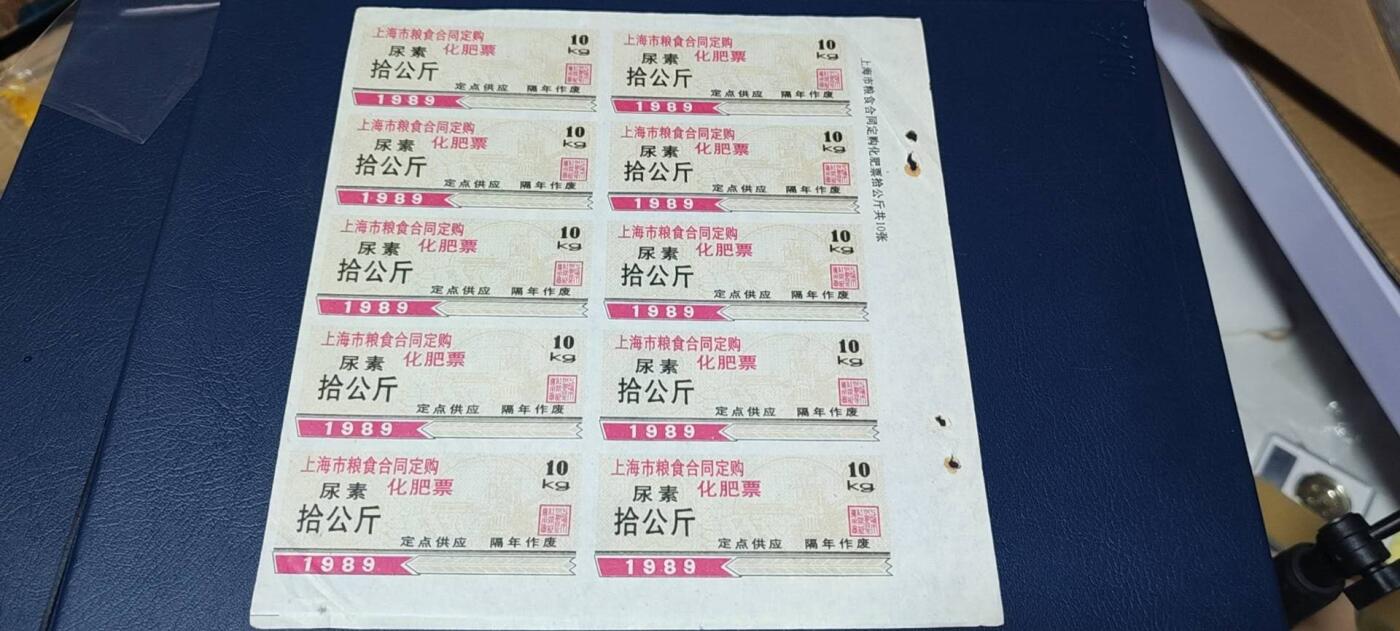 上海市粮食合同定购
10
尿素 化肥票
kg
拾公斤
定点供应 隔年作废
1989
上海市粮食合同定购
10
尿素 化肥票
kg
拾公斤
定点供应 隔年作废
1989
上海市粮食合同定购
10
尿素 化肥票
kg
拾公斤
定点供应 隔年作废
1989
上海市粮食合同定购
10
尿素 化肥票
kg
拾公斤
定点供应 隔年作废
1989
上海市粮食合同定购
10
尿素 化肥票
kg
拾公斤
定点供应 隔年作废
1989
上海市粮食合同定购
10
尿素 化肥票
kg
拾公斤
定点供应 隔年作废
1989
上海市粮食合同定购
10
尿素 化肥票
kg
拾公斤
定点供应 隔年作废
1989
上海市粮食合同定购
10
尿素 化肥票
kg
拾公斤
定点供应 隔年作废
1989
上海市粮食合同定购
10
尿素 化肥票
kg
拾公斤
定点供应 隔年作废
1989
上海市粮食合同定购
10
尿素 化肥票
kg
拾公斤
定点供应 隔年作废
1989
上海市粮食合同定购化肥票拾公斤共10张